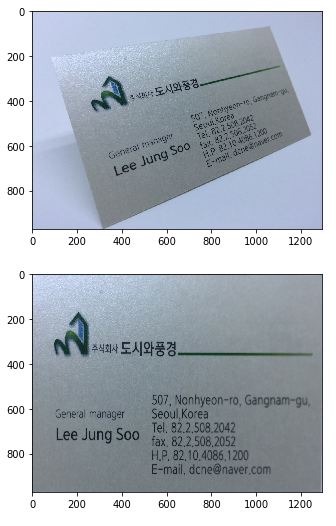 0
200
400
600
800
주식회사 도시와풍경
General manager
Lee Jung Soo
507, Nonhyeon-ro, Gangnam-gu,
Seoul,Korea
Tel. 82.2.508.2042
fax. 82.2.508.2052
H.P. 82.10.4086.1200
E-mail. dcne@naver.com
0 200 400 600 800 1000 1200
0
200
400
600
800
주식회사 도시와풍경
General manager
Lee Jung Soo
507, Nonhyeon-ro, Gangnam-gu,
Seoul,Korea
Tel. 82.2.508.2042
fax. 82.2.508.2052
H.P. 82.10.4086.1200
E-mail. dcne@naver.com
0 200 400 600 800 1000 1200